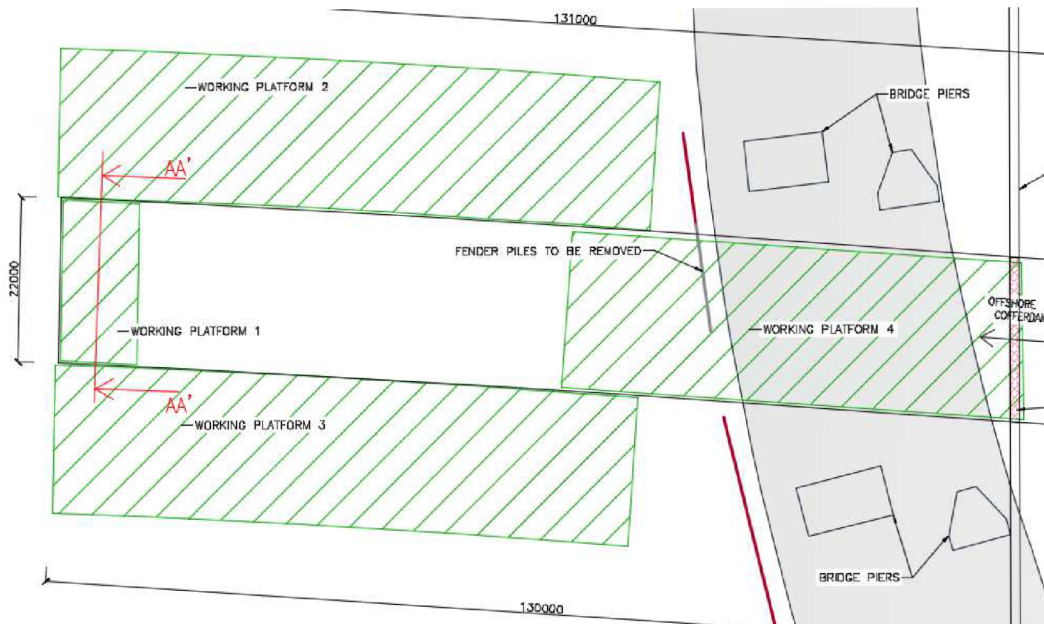 131000
WORKING PLATFORM 2
BRIDGE PIERS
AA'
22000
FENDER PILES TO BE REMOVED
OFFSHORE
WORKING PLATFORM 1
WORKING PLATFORM 4
AA'
WORKING PLATFORM 3
BRIDGE PIERS
130000